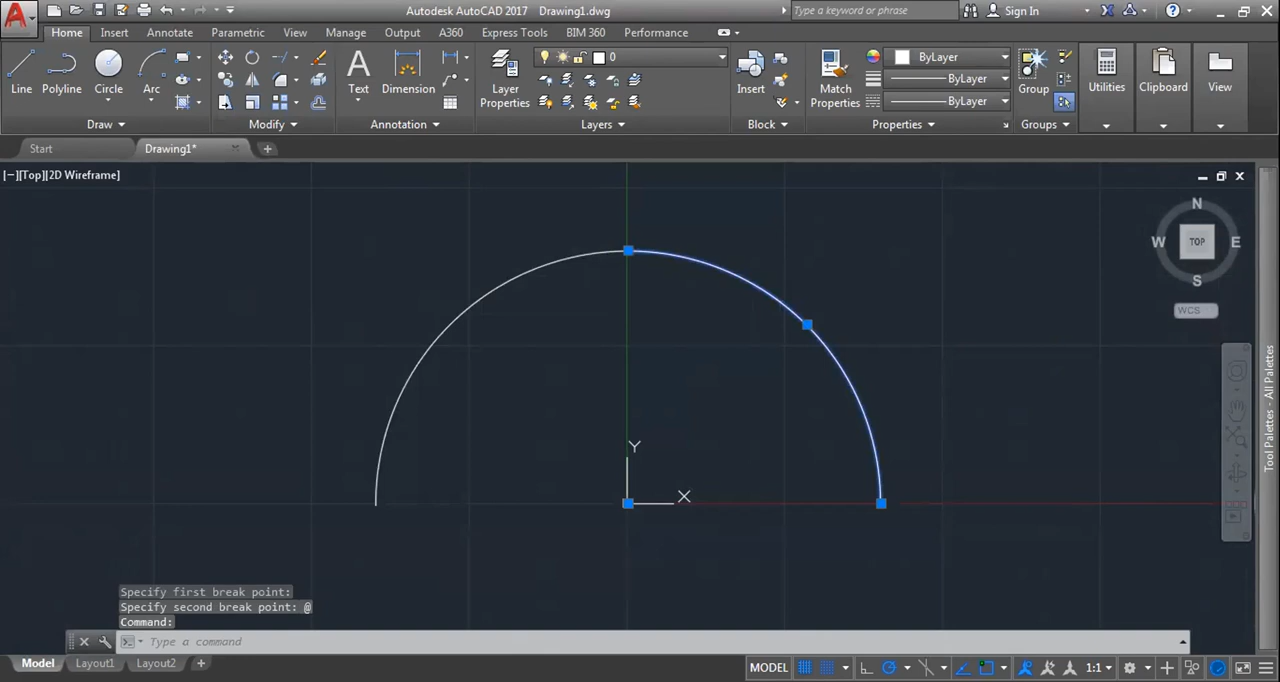 Autodesk AutoCAD 2017 Drawing1.dwg
Type a keyword or phrase
Sign In
Home Insert Annotate Parametric View Manage Output A360 Express Tools BIM 360 Performance
Line Polyline Circle Arc
Text Dimension
Layer Properties
0
Insert
Match Properties
ByLayer
ByLayer
ByLayer
Group
Utilities Clipboard View
Draw Modify Annotation Layers Block Properties Groups
Start Drawing1*
[−][Top][2D Wireframe]
N
W TOP E
S
WCS
Y
X
Tool Palettes - All Palettes
Specify first break point:
Specify second break point: @
Command:
Type a command
Model Layout1 Layout2
MODEL 1:1